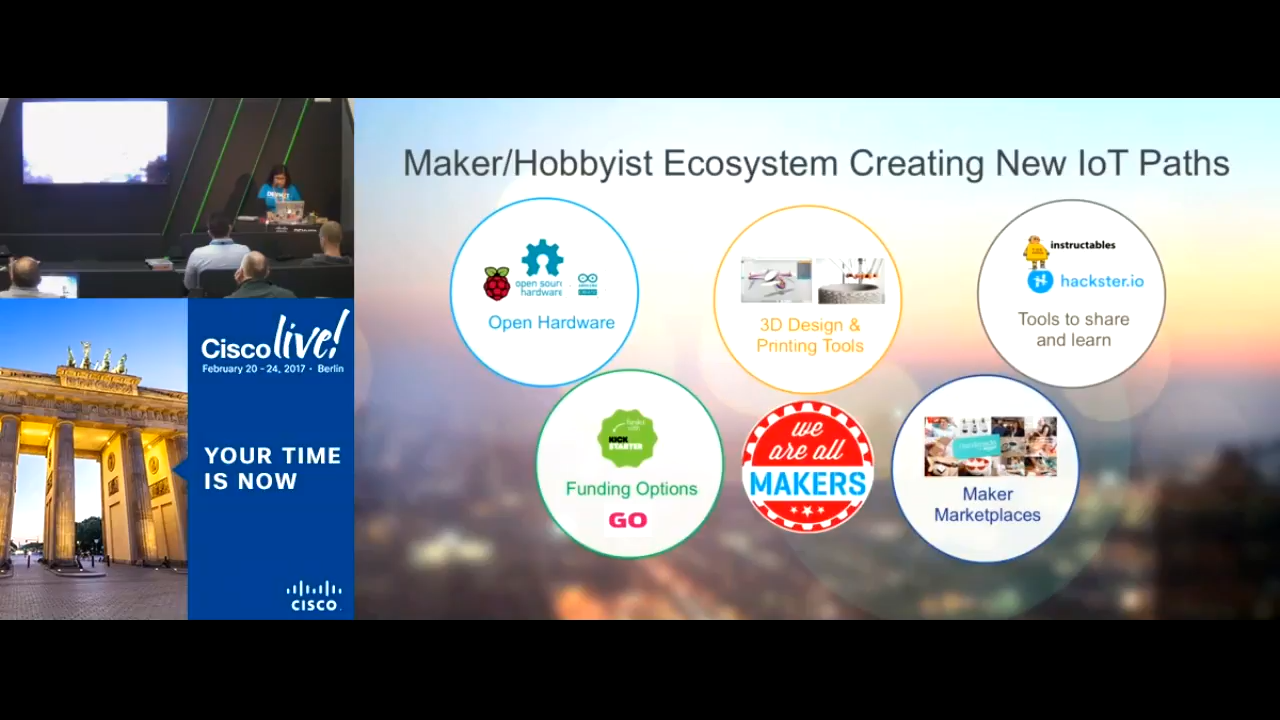 Maker/Hobbyist Ecosystem Creating New IoT Paths
open source
hardware
Open Hardware
3D Design &
Printing Tools
instructables
hackster.io
Tools to share
and learn
Cisco live!
February 20 - 24, 2017 • Berlin
YOUR TIME
IS NOW
CISCO
KICK
STARTER
Funding Options
GO
we
are all
MAKERS
Maker
Marketplaces